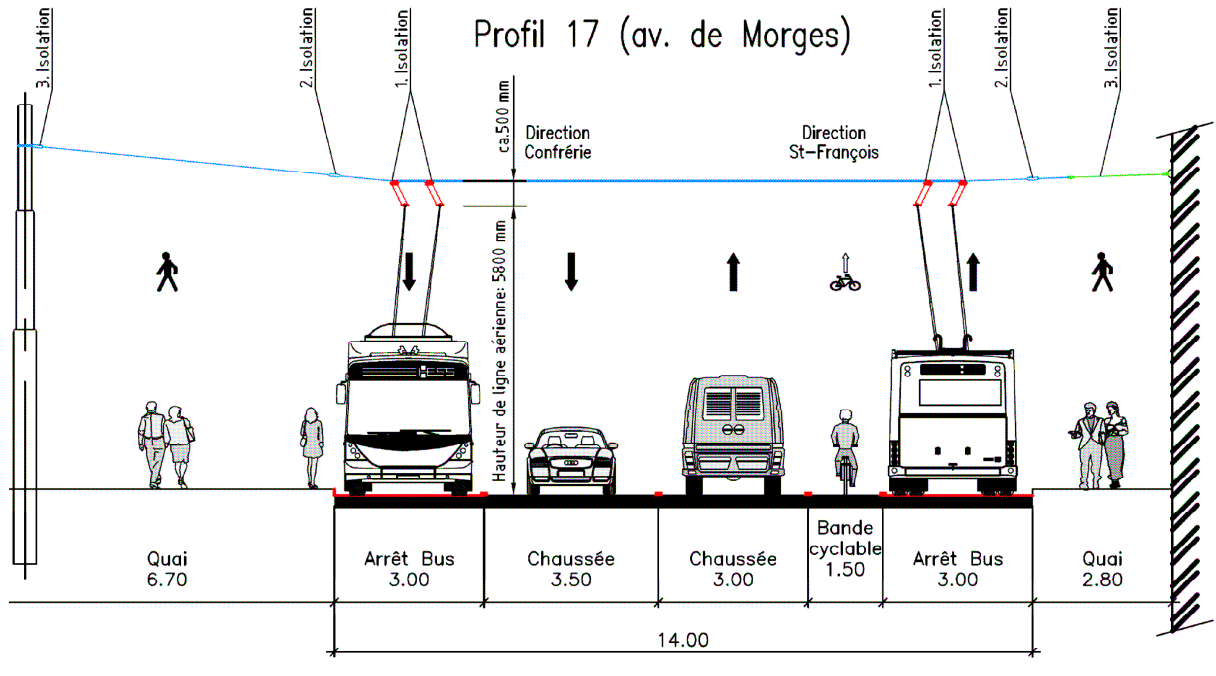 Profil 17 (av. de Morges)
3. Isolation
2. Isolation
1. Isolation
1. Isolation
2. Isolation
3. Isolation
ca.500 mm
Direction
Confrérie
Direction
St-François
Hauteur de ligne aérienne: 5800 mm
HESS
Quai
6.70
Arrêt Bus
3.00
Chaussée
3.50
Chaussée
3.00
Bande
cyclable
1.50
Arrêt Bus
3.00
Quai
2.80
14.00